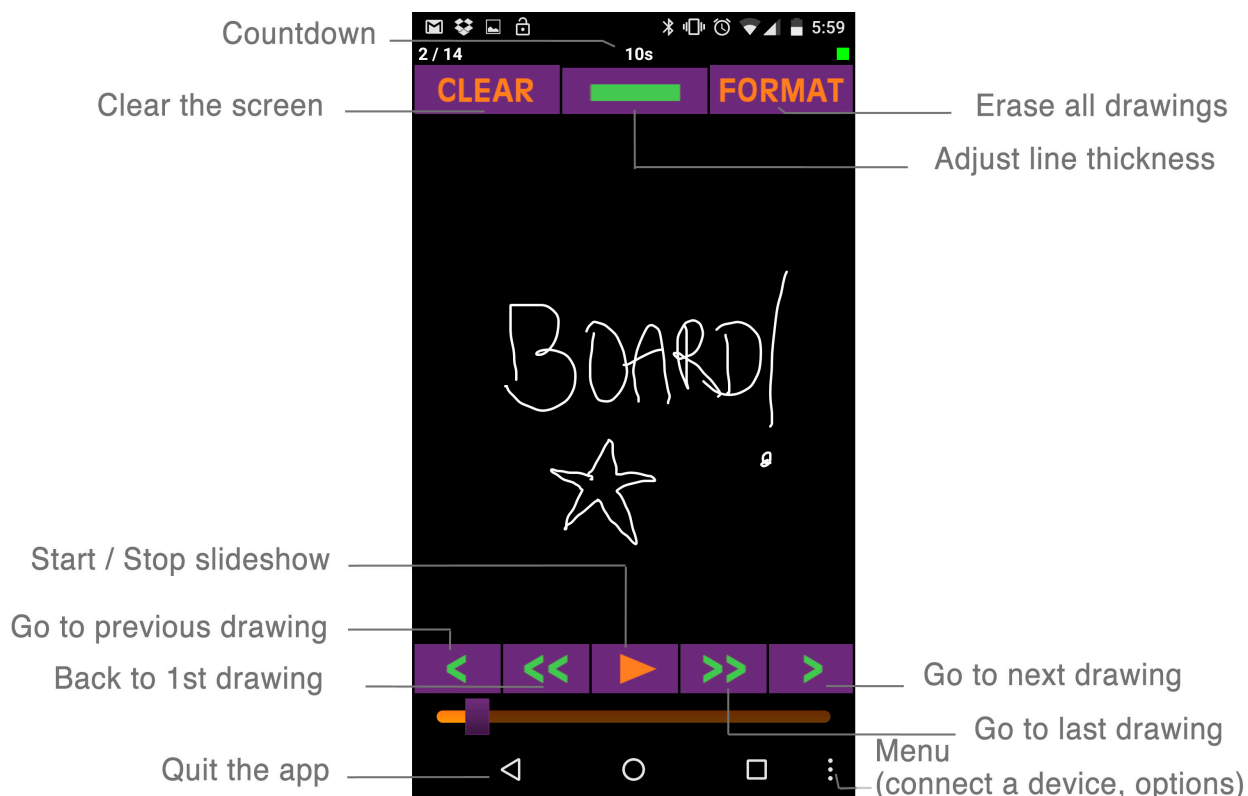 Countdown
5:59
2 / 14
10s
CLEAR
FORMAT
Clear the screen
Erase all drawings
Adjust line thickness
BOARD!
Start / Stop slideshow
Go to previous drawing
<
<<
>>
>
Back to 1st drawing
Go to next drawing
Go to last drawing
Quit the app
Menu
(connect a device, options)